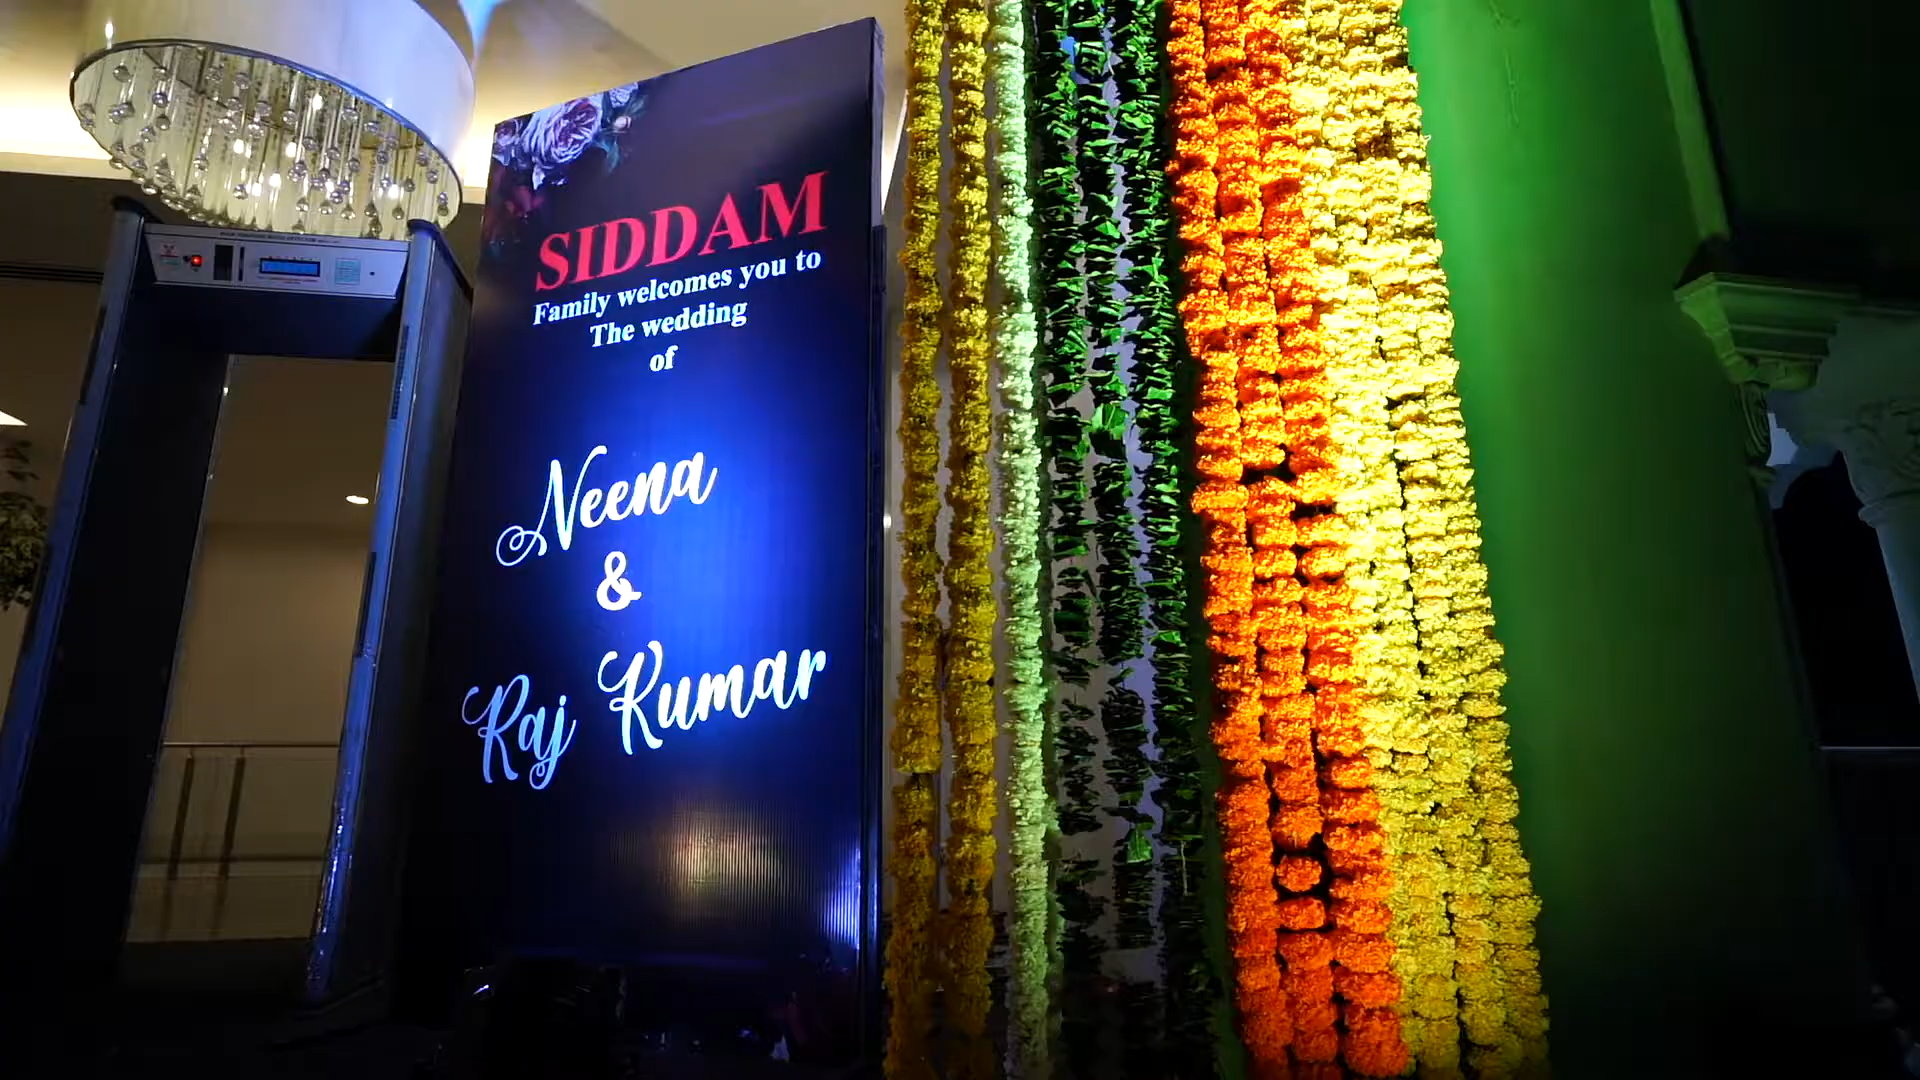 SIDDAM
Family welcomes you to
The wedding
of
Neena
&
Raj Kumar